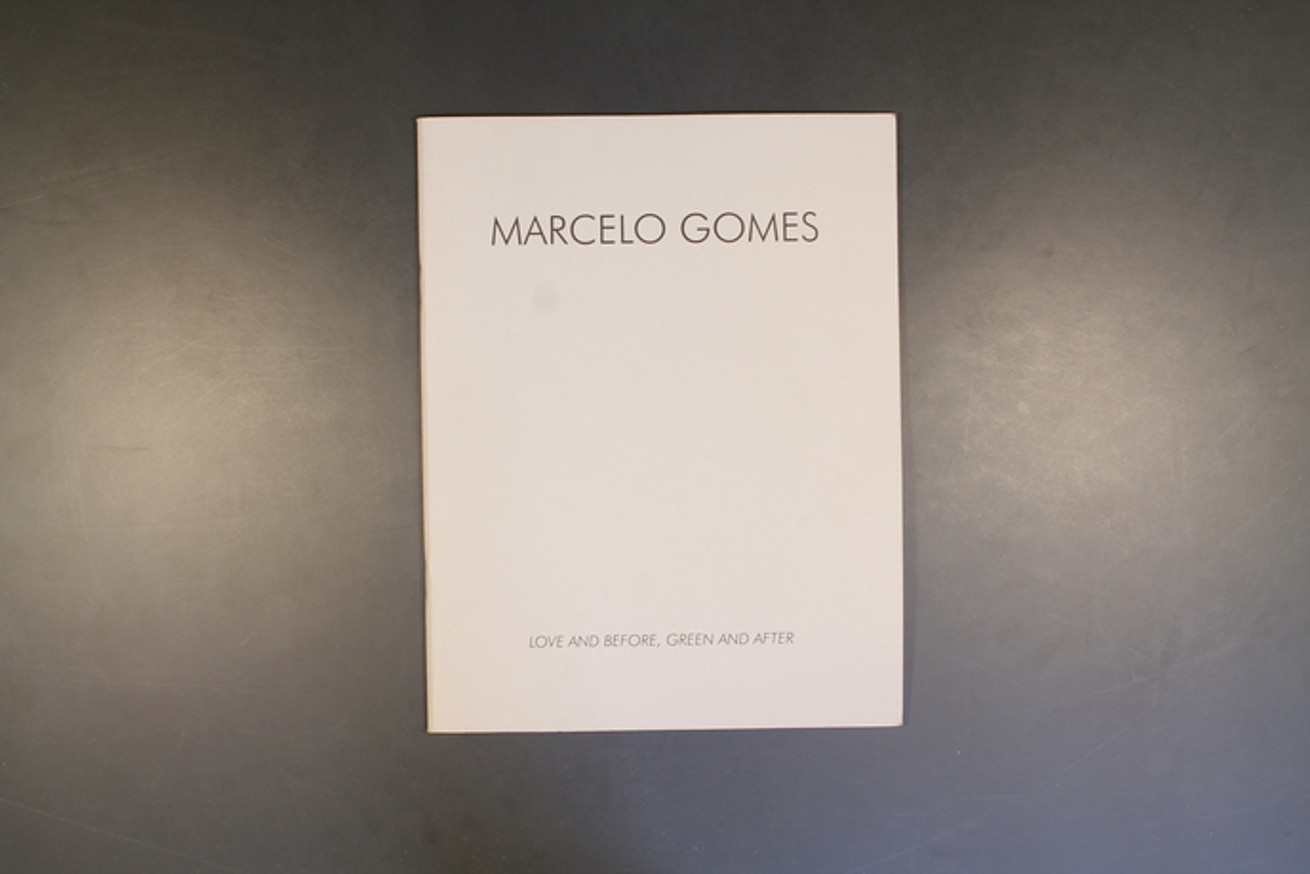 MARCELO GOMES
LOVE AND BEFORE, GREEN AND AFTER